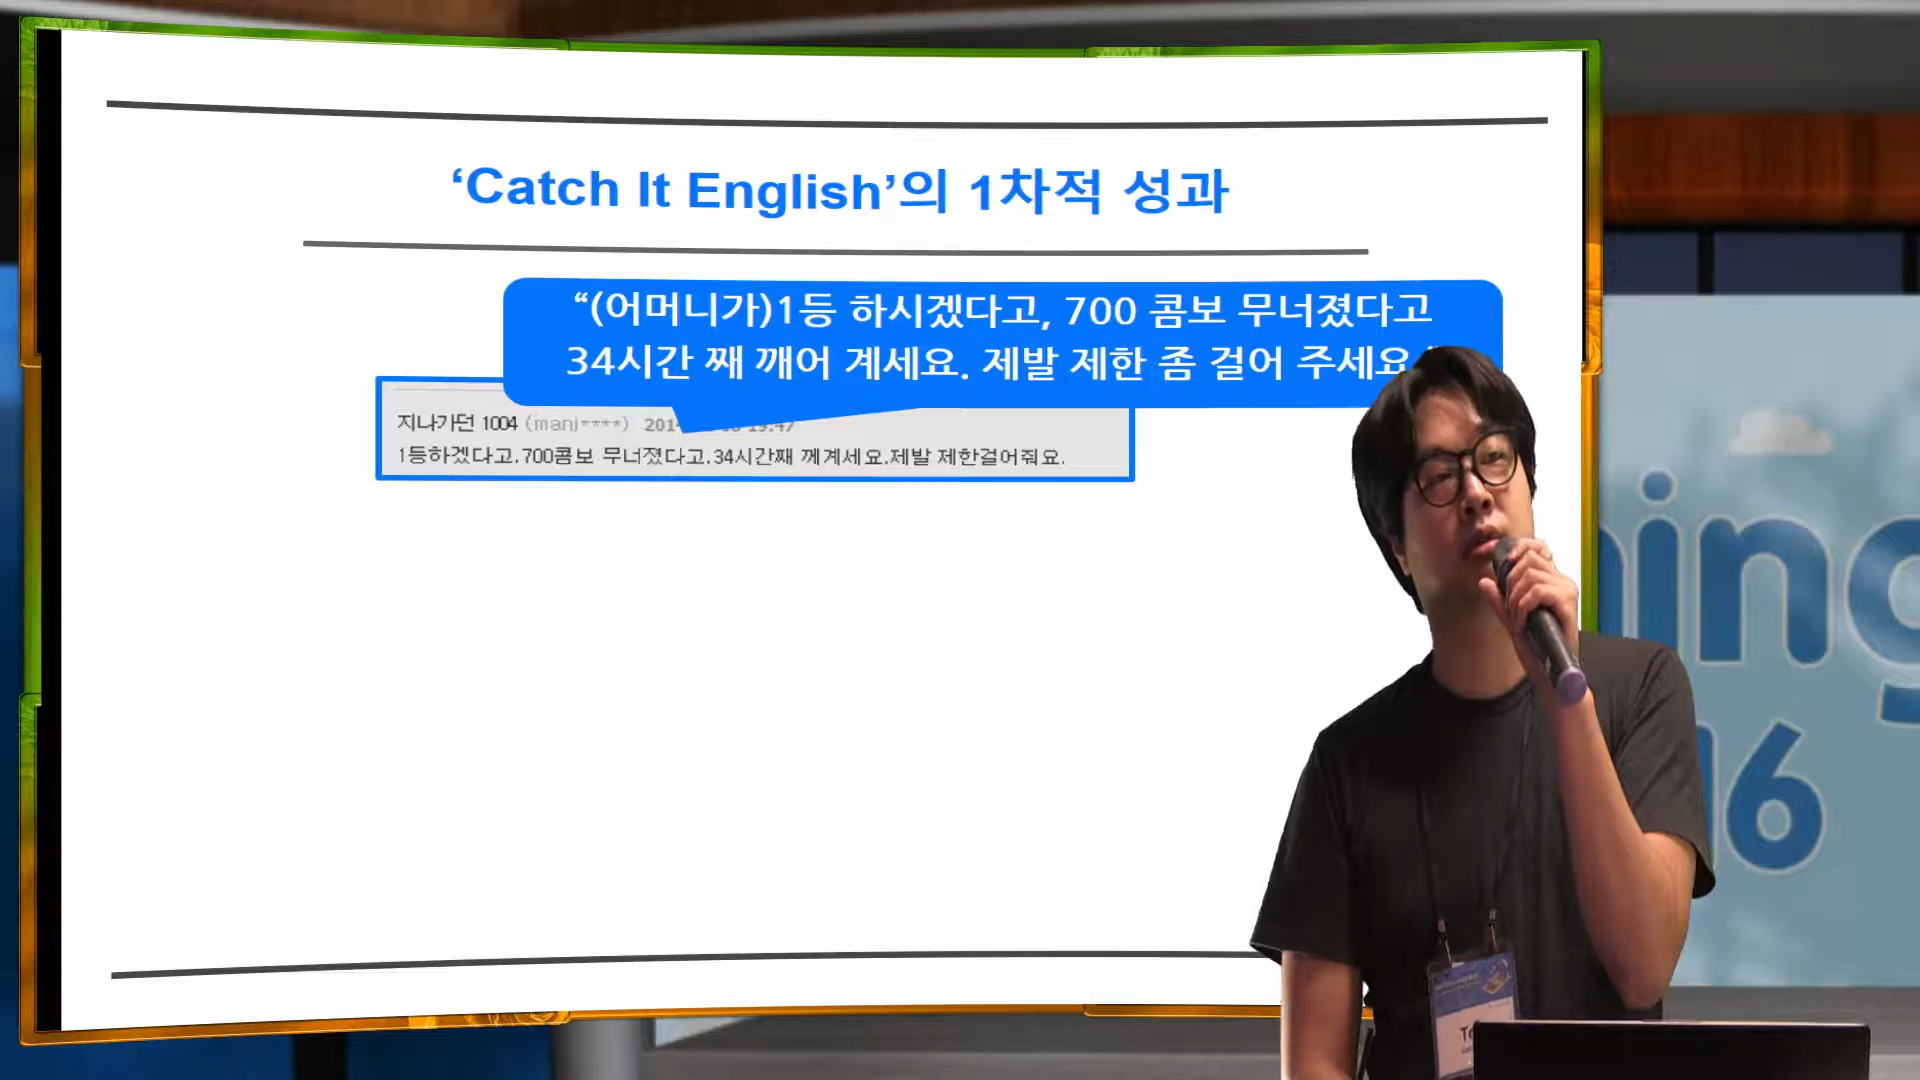 ‘Catch It English’의 1차적 성과
“(어머니가)1등 하시겠다고, 700 콤보 무너졌다고
34시간 째 깨어 계세요. 제발 제한 좀 걸어 주세요
지나가던 1004 (manj****)
1등하겠다고.700콤보 무너졌다고.34시간째 께계세요.제발 제한걸어줘요.
ing
16